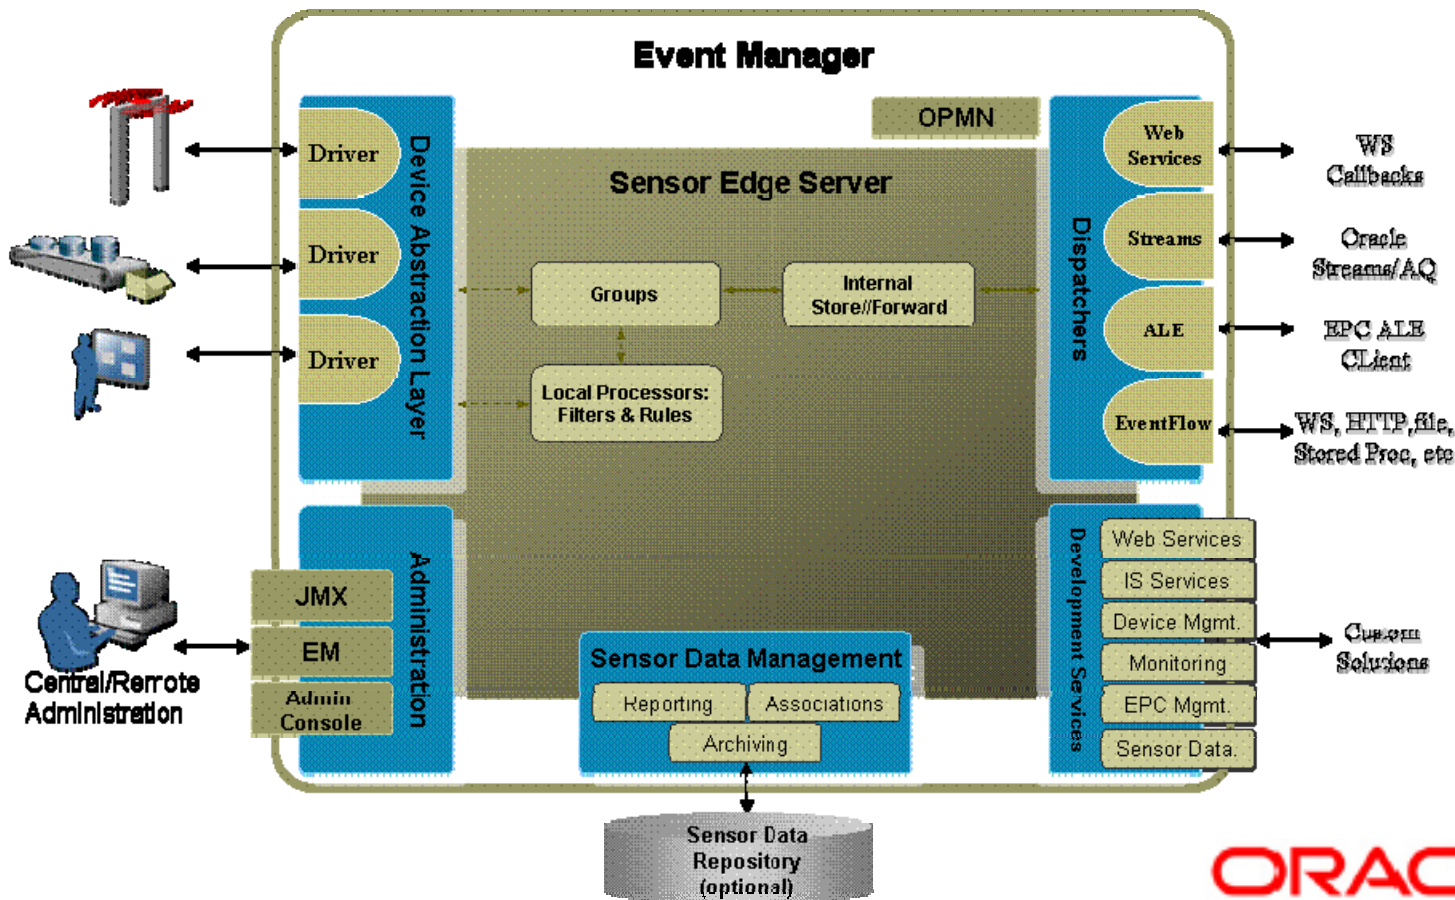 Event Manager
OPMN
Sensor Edge Server
Driver
Driver
Driver
Device Abstraction Layer
Groups
Internal
Store//Forward
Local Processors:
Filters & Rules
Dispatchers
Web
Services
Streams
ALE
EventFlow
WS
Callbacks
Oracle
Streams/AQ
EPC ALE
CLient
WS, HTTP,file,
Stored Proc, etc
Central/Remote
Administration
JMX
EM
Admin
Console
Administration
Sensor Data Management
Reporting
Associations
Archiving
Development Services
Web Services
IS Services
Device Mgmt.
Monitoring
EPC Mgmt.
Sensor Data.
Custom
Solutions
Sensor Data
Repository
(optional)
ORAC